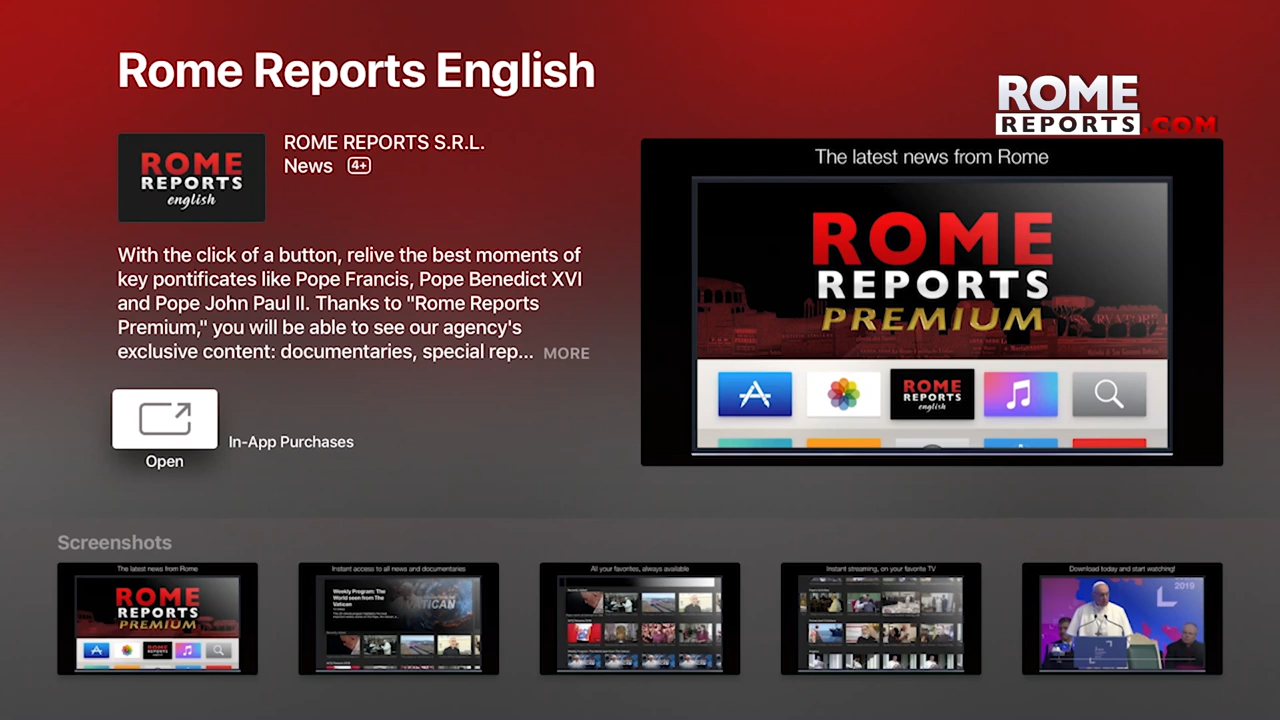 Rome Reports English
ROME
REPORTS.COM
ROME
REPORTS
english
ROME REPORTS S.R.L.
News 4+
With the click of a button, relive the best moments of
key pontificates like Pope Francis, Pope Benedict XVI
and Pope John Paul II. Thanks to "Rome Reports
Premium," you will be able to see our agency's
exclusive content: documentaries, special rep... MORE
Open
In-App Purchases
The latest news from Rome
ROME
REPORTS
PREMIUM
ROME
REPORTS
english
Screenshots
The latest news from Rome
ROME
REPORTS
PREMIUM
ROME
REPORTS
Instant access to all news and documentaries
Weekly Program: The
World seen from The
Vatican
VATICAN
All your favorites, always available
Instant streaming, on your favorite TV
Download today and start watching!
2019